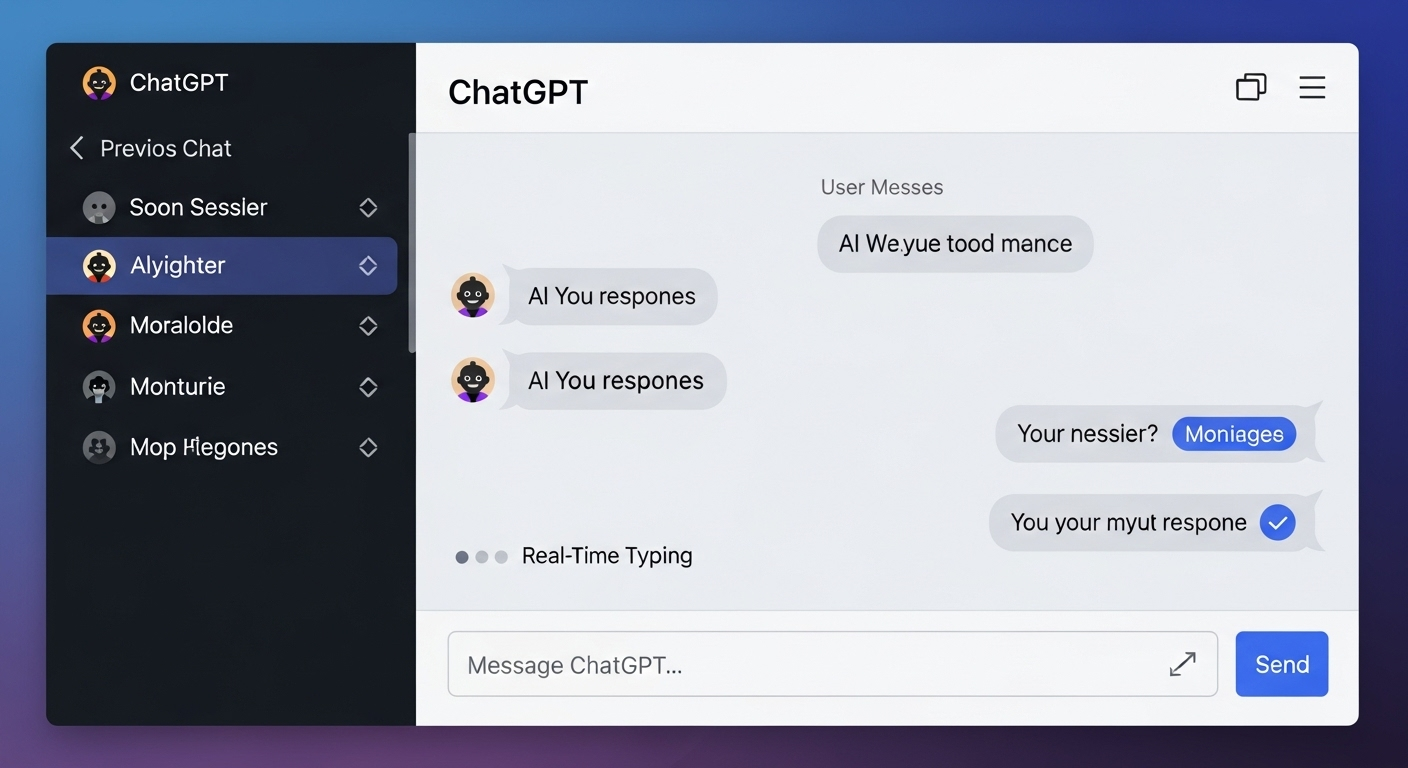 ChatGPT
Previos Chat
Soon Sessler
Alyighter
Moralolde
Monturie
Mop Hlegones
ChatGPT
User Messes
AI We.yue tood mance
AI You respones
AI You respones
Your nessier? Moniages
You your myut respone
Real-Time Typing
Message ChatGPT...
Send